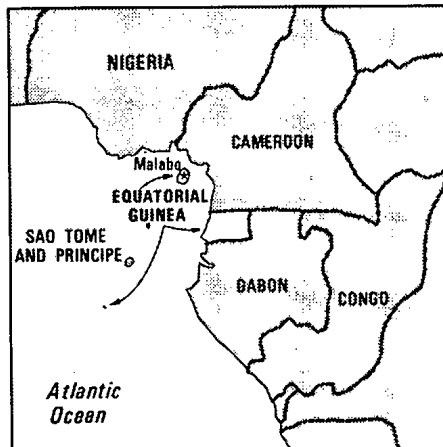 NIGERIA
CAMEROON
Malabo
EQUATORIAL
GUINEA
SAO TOME
AND PRINCIPE
GABON
CONGO
Atlantic
Ocean